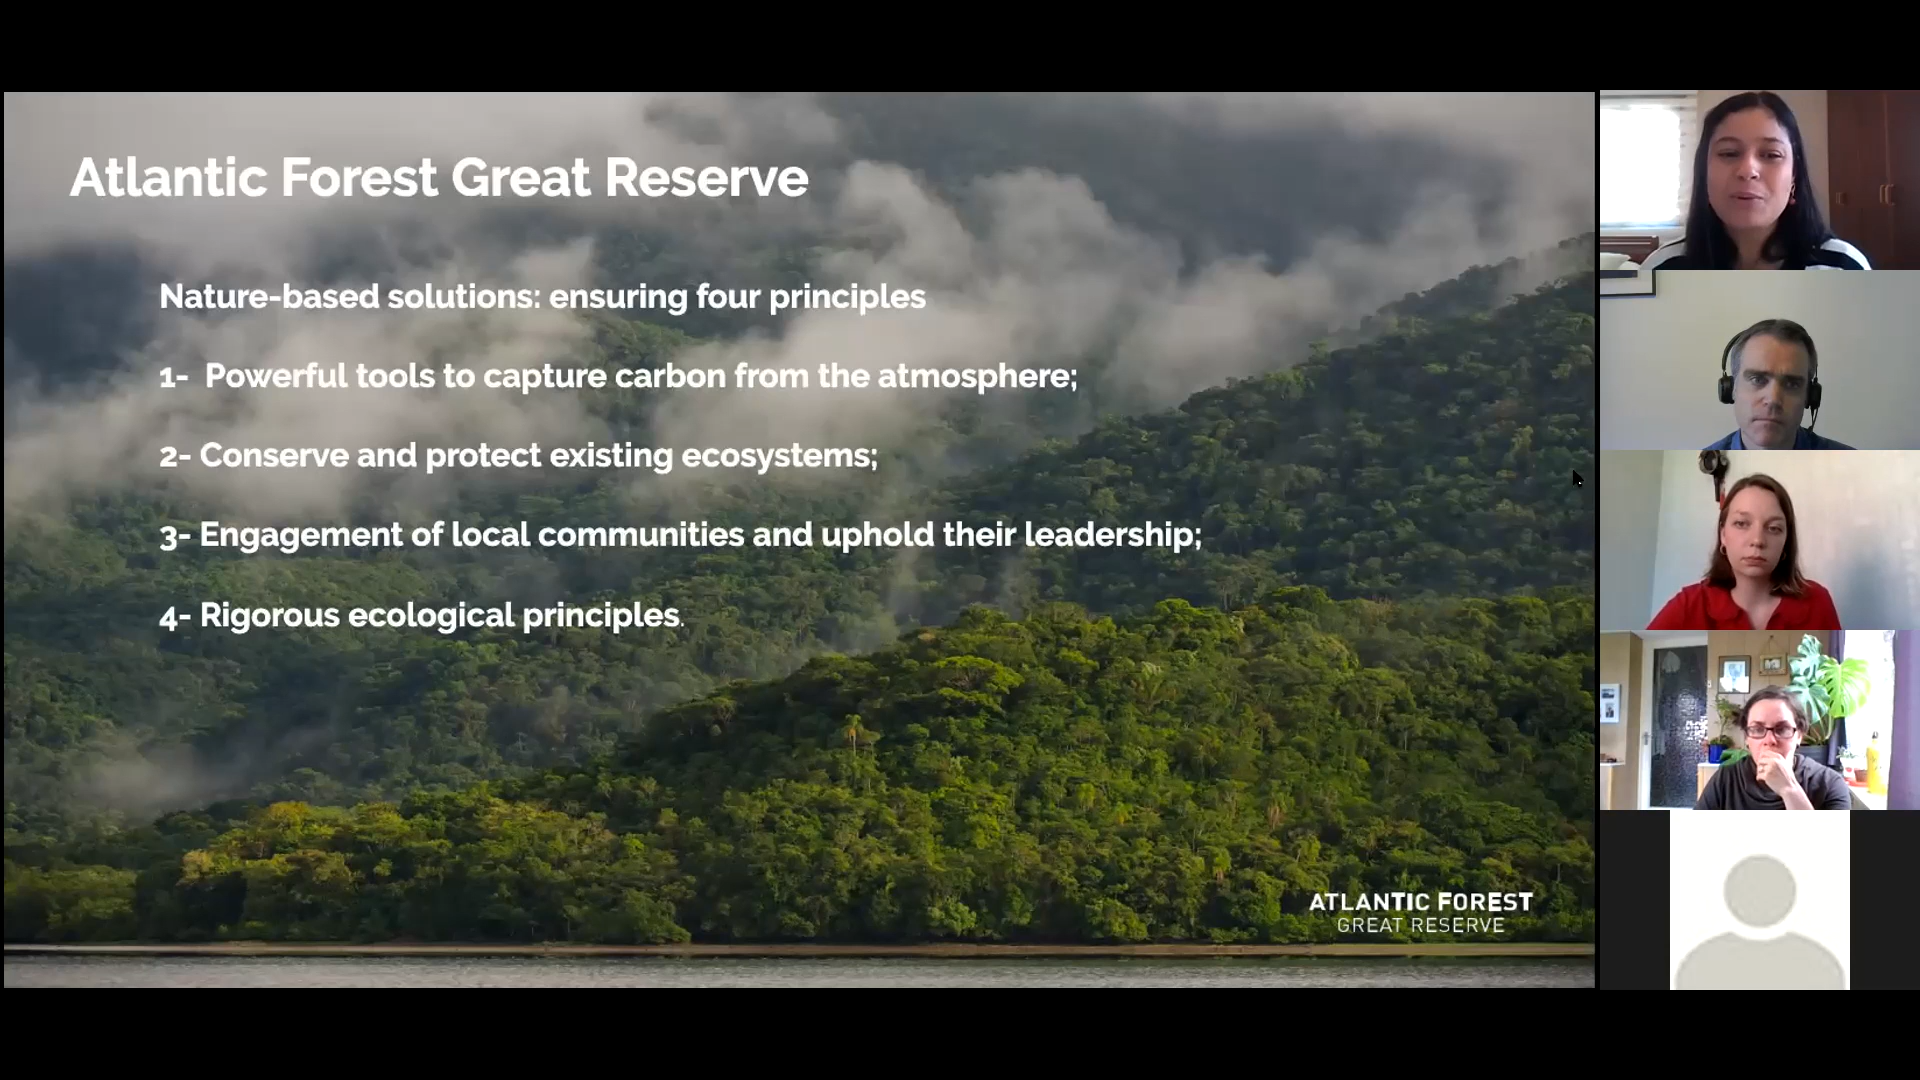 Atlantic Forest Great Reserve
Nature-based solutions: ensuring four principles
1- Powerful tools to capture carbon from the atmosphere;
2- Conserve and protect existing ecosystems;
3- Engagement of local communities and uphold their leadership;
4- Rigorous ecological principles.
ATLANTIC FOREST
GREAT RESERVE